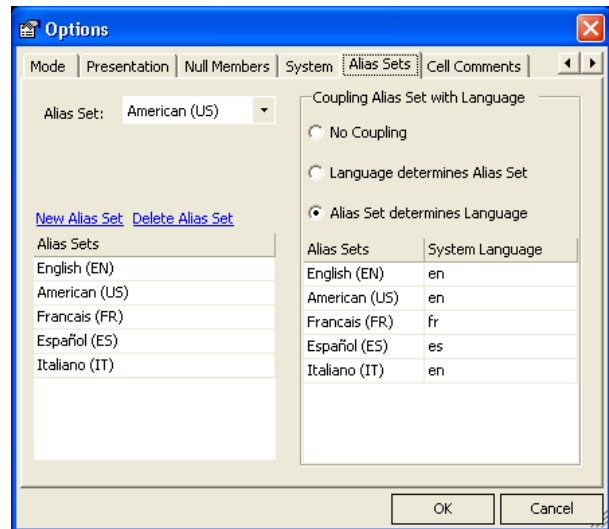 Options
Mode Presentation Null Members System Alias Sets Cell Comments
Alias Set: American (US)
New Alias Set Delete Alias Set
Alias Sets
English (EN)
American (US)
Francais (FR)
Español (ES)
Italiano (IT)
Coupling Alias Set with Language
No Coupling
Language determines Alias Set
Alias Set determines Language
Alias Sets System Language
English (EN) en
American (US) en
Francais (FR) fr
Español (ES) es
Italiano (IT) en
OK Cancel